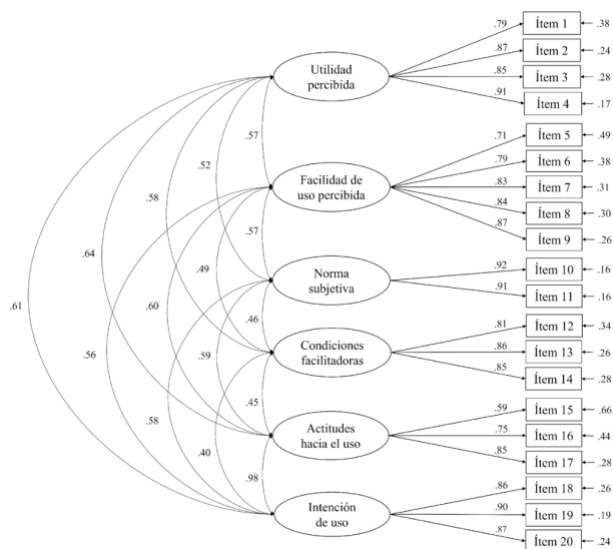 .79 Ítem 1 .38
.87 Ítem 2 .24
.85 Ítem 3 .28
.91 Ítem 4 .17
Utilidad
percibida
.71 Ítem 5 .49
.79 Ítem 6 .38
.83 Ítem 7 .31
.84 Ítem 8 .30
.87 Ítem 9 .26
Facilidad de
uso percibida
.92 Ítem 10 .16
.91 Ítem 11 .16
Norma
subjetiva
.81 Ítem 12 .34
.86 Ítem 13 .26
.85 Ítem 14 .28
Condiciones
facilitadoras
.59 Ítem 15 .66
.75 Ítem 16 .44
.85 Ítem 17 .28
Actitudes
hacia el uso
.86 Ítem 18 .26
.90 Ítem 19 .19
.87 Ítem 20 .24
Intención
de uso
.57
.52
.58
.64
.61
.57
.49
.60
.56
.46
.59
.58
.45
.40
.98